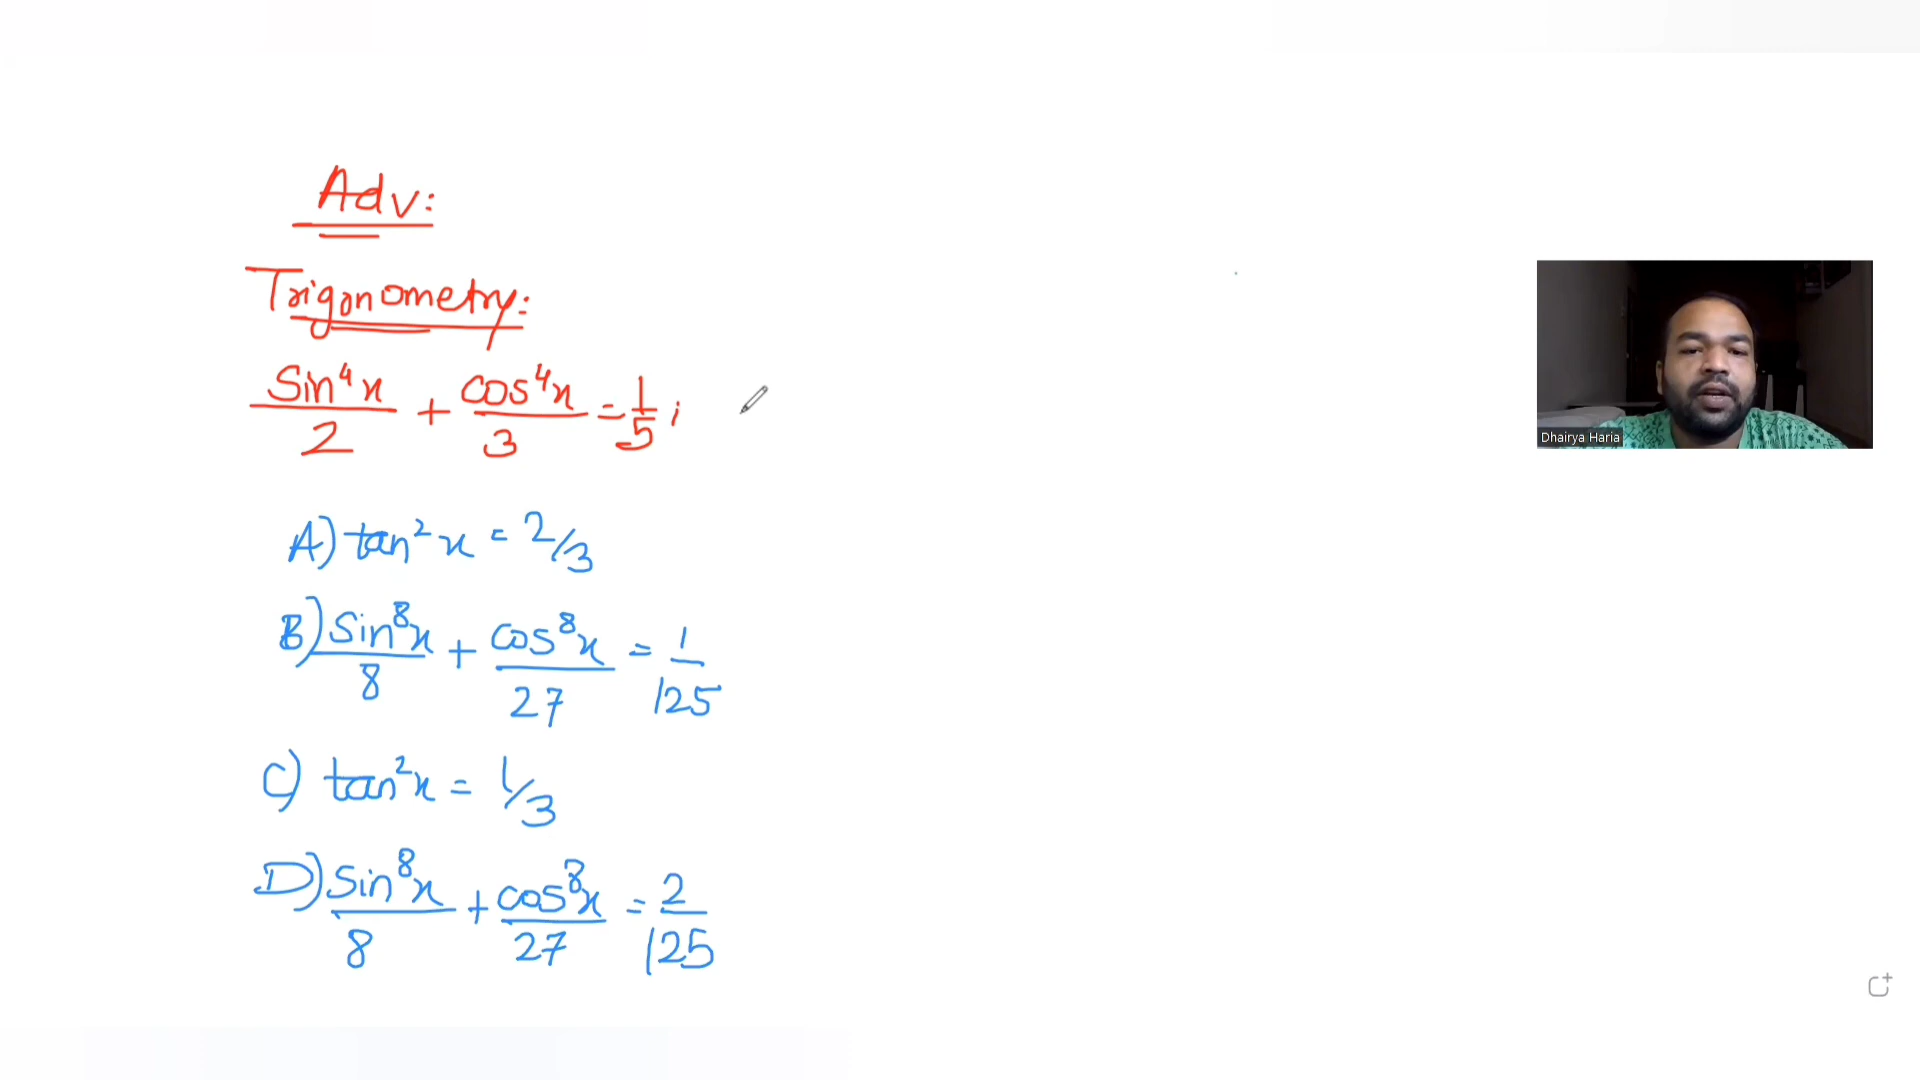 Adv:
Trigonometry:
sin⁴x/2 + cos⁴x/3 = 1/5 ;
A) tan²x = 2/3
B) sin⁸x/8 + cos⁸x/27 = 1/125
C) tan²x = 1/3
D) sin⁸x/8 + cos⁸x/27 = 2/125
Dhairya Haria